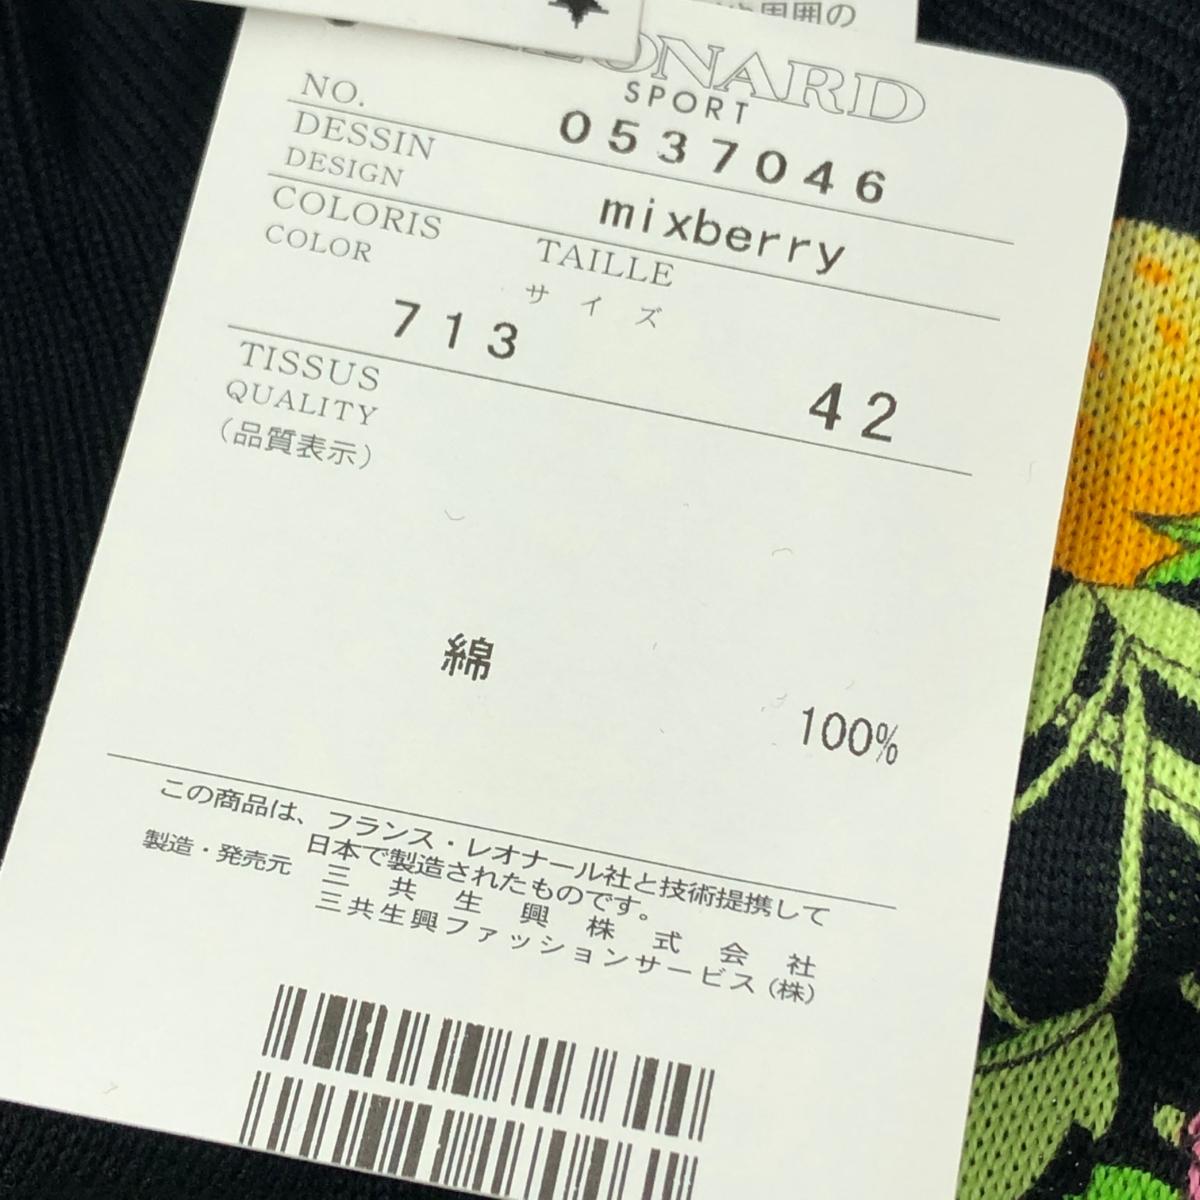 周囲の
LEONARD
SPORT
NO. 0537046
DESSIN
DESIGN mixberry
COLORIS
COLOR 713
TAILLE
サイズ 42
TISSUS
QUALITY
(品質表示)
綿 100%
この商品は、フランス・レオナール社と技術提携して
日本で製造されたものです。
製造・発売元 三共生興株式会社
三共生興ファッションサービス(株)